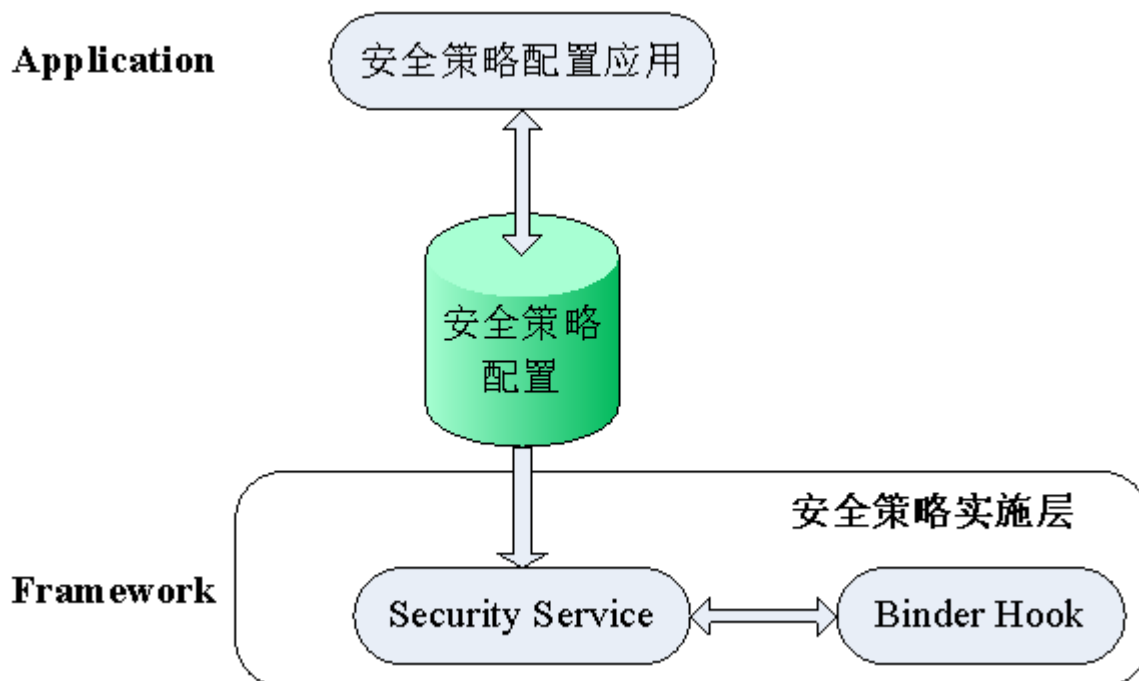 Application
安全策略配置应用
安全策略
配置
安全策略实施层
Framework
Security Service
Binder Hook